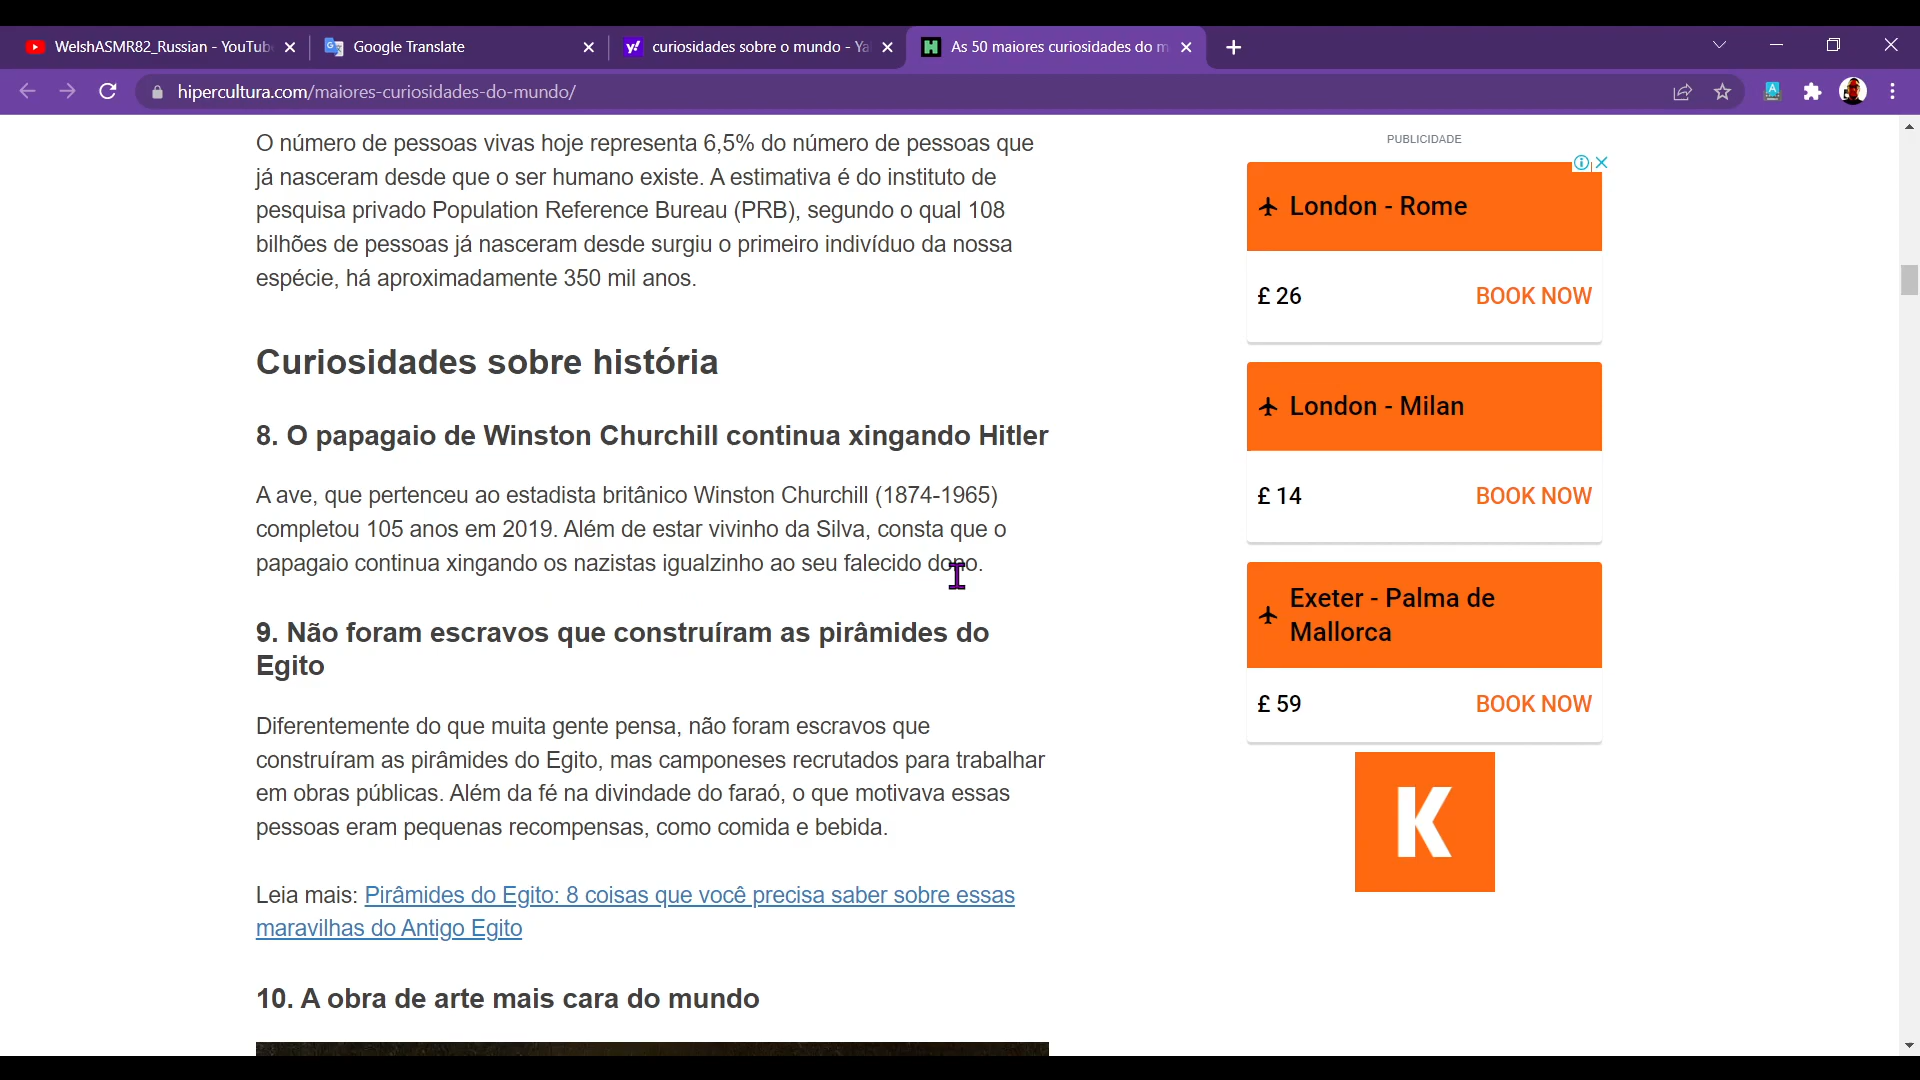 WelshASMR82_Russian - YouTub
Google Translate
curiosidades sobre o mundo - Ya
As 50 maiores curiosidades do m
hipercultura.com/maiores-curiosidades-do-mundo/
O número de pessoas vivas hoje representa 6,5% do número de pessoas que
já nasceram desde que o ser humano existe. A estimativa é do instituto de
pesquisa privado Population Reference Bureau (PRB), segundo o qual 108
bilhões de pessoas já nasceram desde surgiu o primeiro indivíduo da nossa
espécie, há aproximadamente 350 mil anos.
Curiosidades sobre história
8. O papagaio de Winston Churchill continua xingando Hitler
A ave, que pertenceu ao estadista britânico Winston Churchill (1874-1965)
completou 105 anos em 2019. Além de estar vivinho da Silva, consta que o
papagaio continua xingando os nazistas igualzinho ao seu falecido dono.
9. Não foram escravos que construíram as pirâmides do
Egito
Diferentemente do que muita gente pensa, não foram escravos que
construíram as pirâmides do Egito, mas camponeses recrutados para trabalhar
em obras públicas. Além da fé na divindade do faraó, o que motivava essas
pessoas eram pequenas recompensas, como comida e bebida.
Leia mais: Pirâmides do Egito: 8 coisas que você precisa saber sobre essas
maravilhas do Antigo Egito
10. A obra de arte mais cara do mundo
PUBLICIDADE
London - Rome
£ 26 BOOK NOW
London - Milan
£ 14 BOOK NOW
Exeter - Palma de
Mallorca
£ 59 BOOK NOW
K